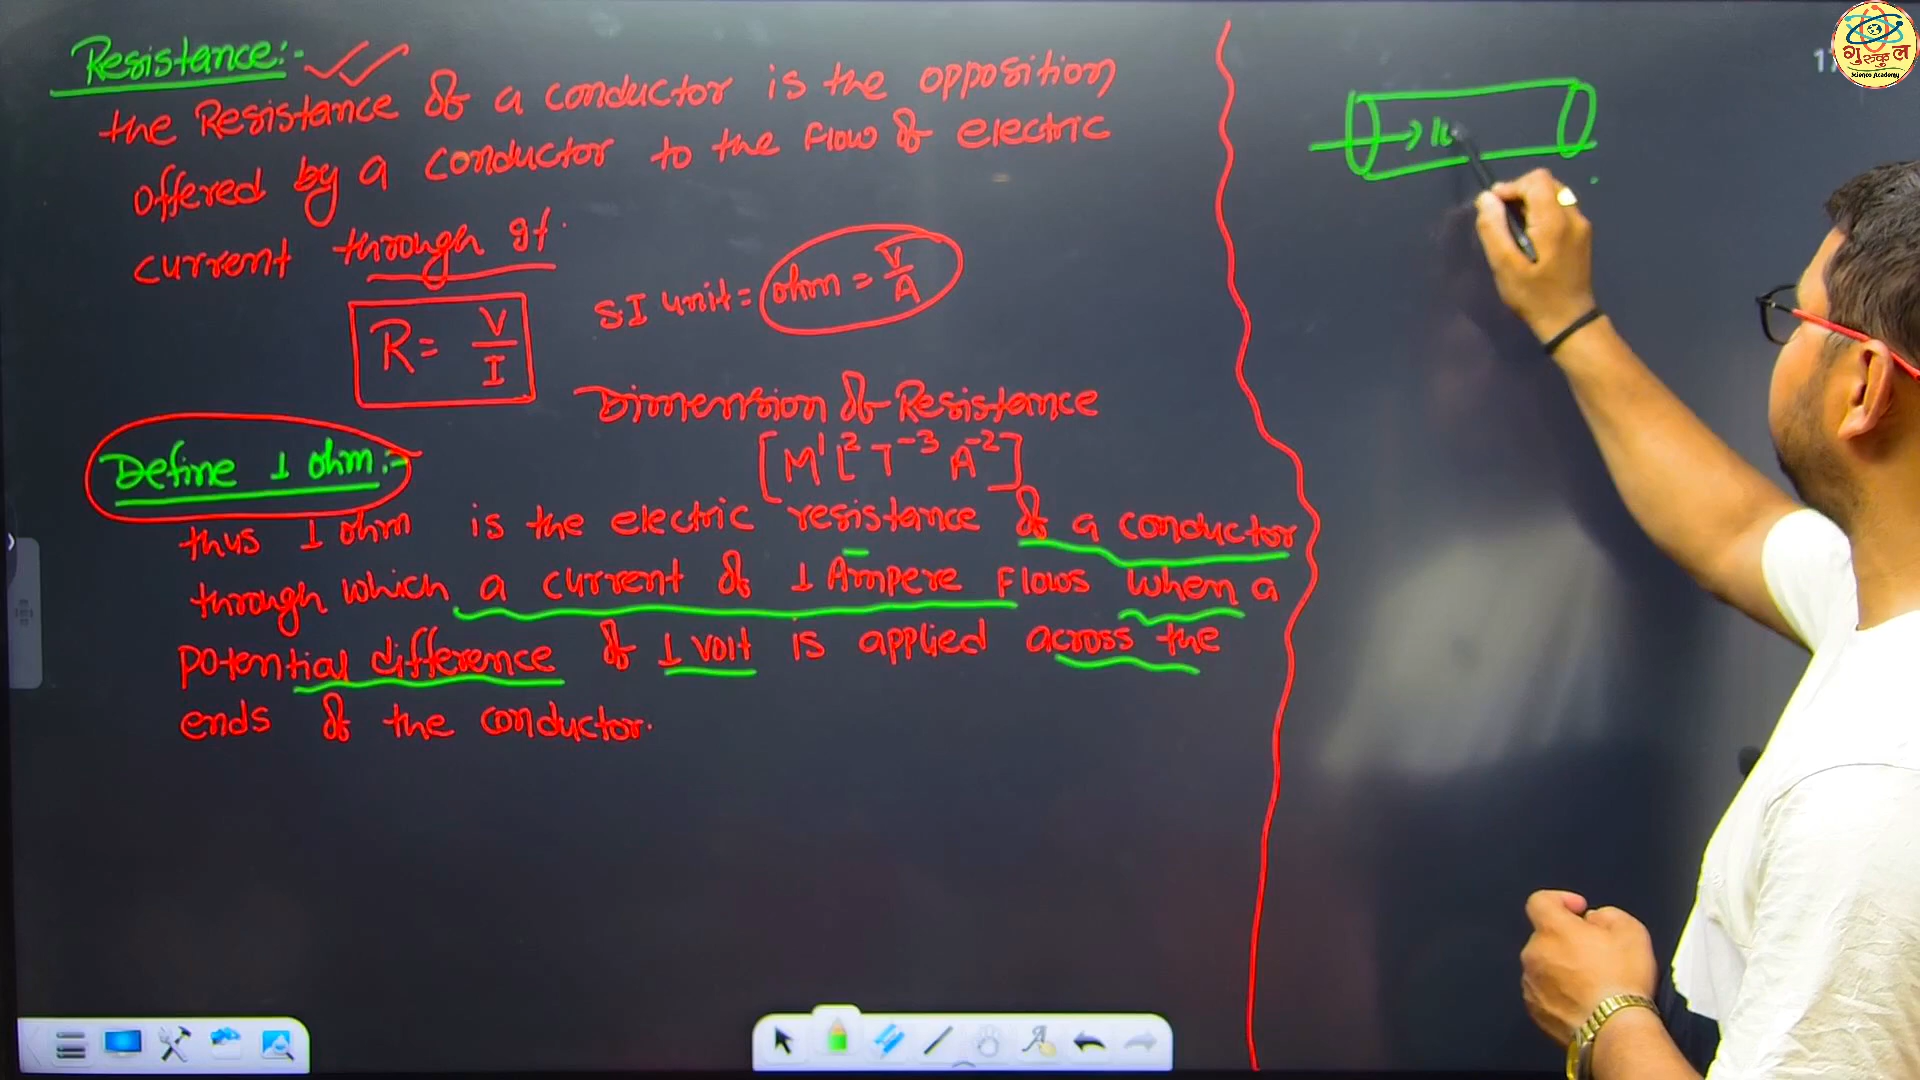 Resistance:-
the Resistance of a conductor is the opposition
offered by a conductor to the flow of electric
current through It.
R = V/I
S.I unit = ohm = V/A
Dimension of Resistance
[M¹L²T⁻³A⁻²]
Define 1 ohm:-
thus 1 ohm is the electric resistance of a conductor
through which a current of 1 Ampere Flows when a
potential difference of 1 volt is applied across the
ends of the conductor.
गुरुकुल
Science Academy